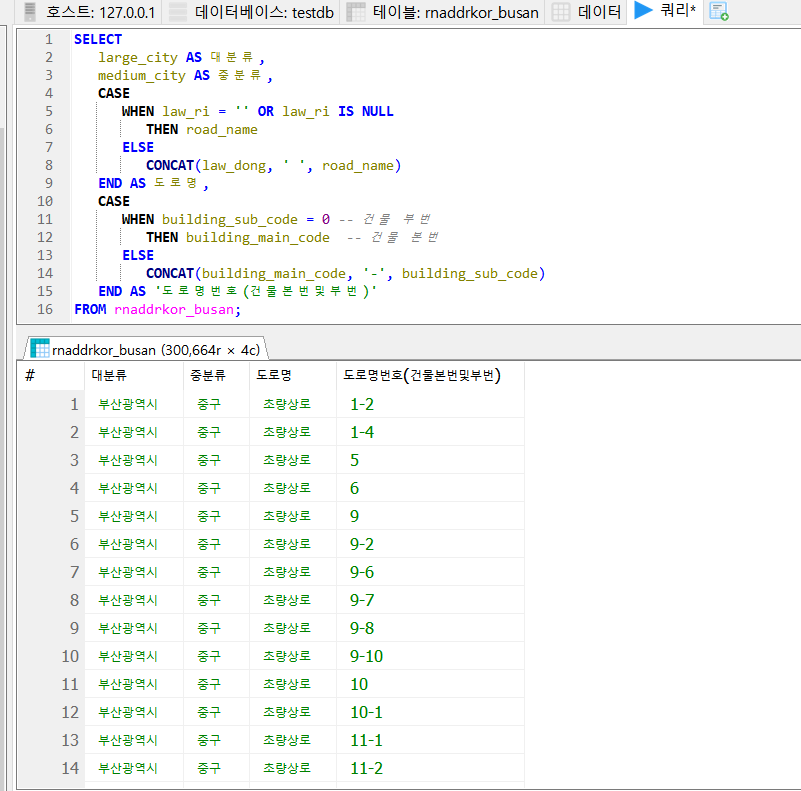 호스트: 127.0.0.1 데이터베이스: testdb 테이블: rnaddrkor_busan 데이터 쿼리*
1 SELECT
2 large_city AS 대분류,
3 medium_city AS 중분류,
4 CASE
5 WHEN law_ri = '' OR law_ri IS NULL
6 THEN road_name
7 ELSE
8 CONCAT(law_dong, ' ', road_name)
9 END AS 도로명,
10 CASE
11 WHEN building_sub_code = 0 -- 건물 부번
12 THEN building_main_code -- 건물 본번
13 ELSE
14 CONCAT(building_main_code, '-', building_sub_code)
15 END AS '도로명번호(건물본번및부번)'
16 FROM rnaddrkor_busan;
rnaddrkor_busan (300,664r × 4c)
# 대분류 중분류 도로명 도로명번호(건물본번및부번)
1 부산광역시 중구 초량상로 1-2
2 부산광역시 중구 초량상로 1-4
3 부산광역시 중구 초량상로 5
4 부산광역시 중구 초량상로 6
5 부산광역시 중구 초량상로 9
6 부산광역시 중구 초량상로 9-2
7 부산광역시 중구 초량상로 9-6
8 부산광역시 중구 초량상로 9-7
9 부산광역시 중구 초량상로 9-8
10 부산광역시 중구 초량상로 9-10
11 부산광역시 중구 초량상로 10
12 부산광역시 중구 초량상로 10-1
13 부산광역시 중구 초량상로 11-1
14 부산광역시 중구 초량상로 11-2